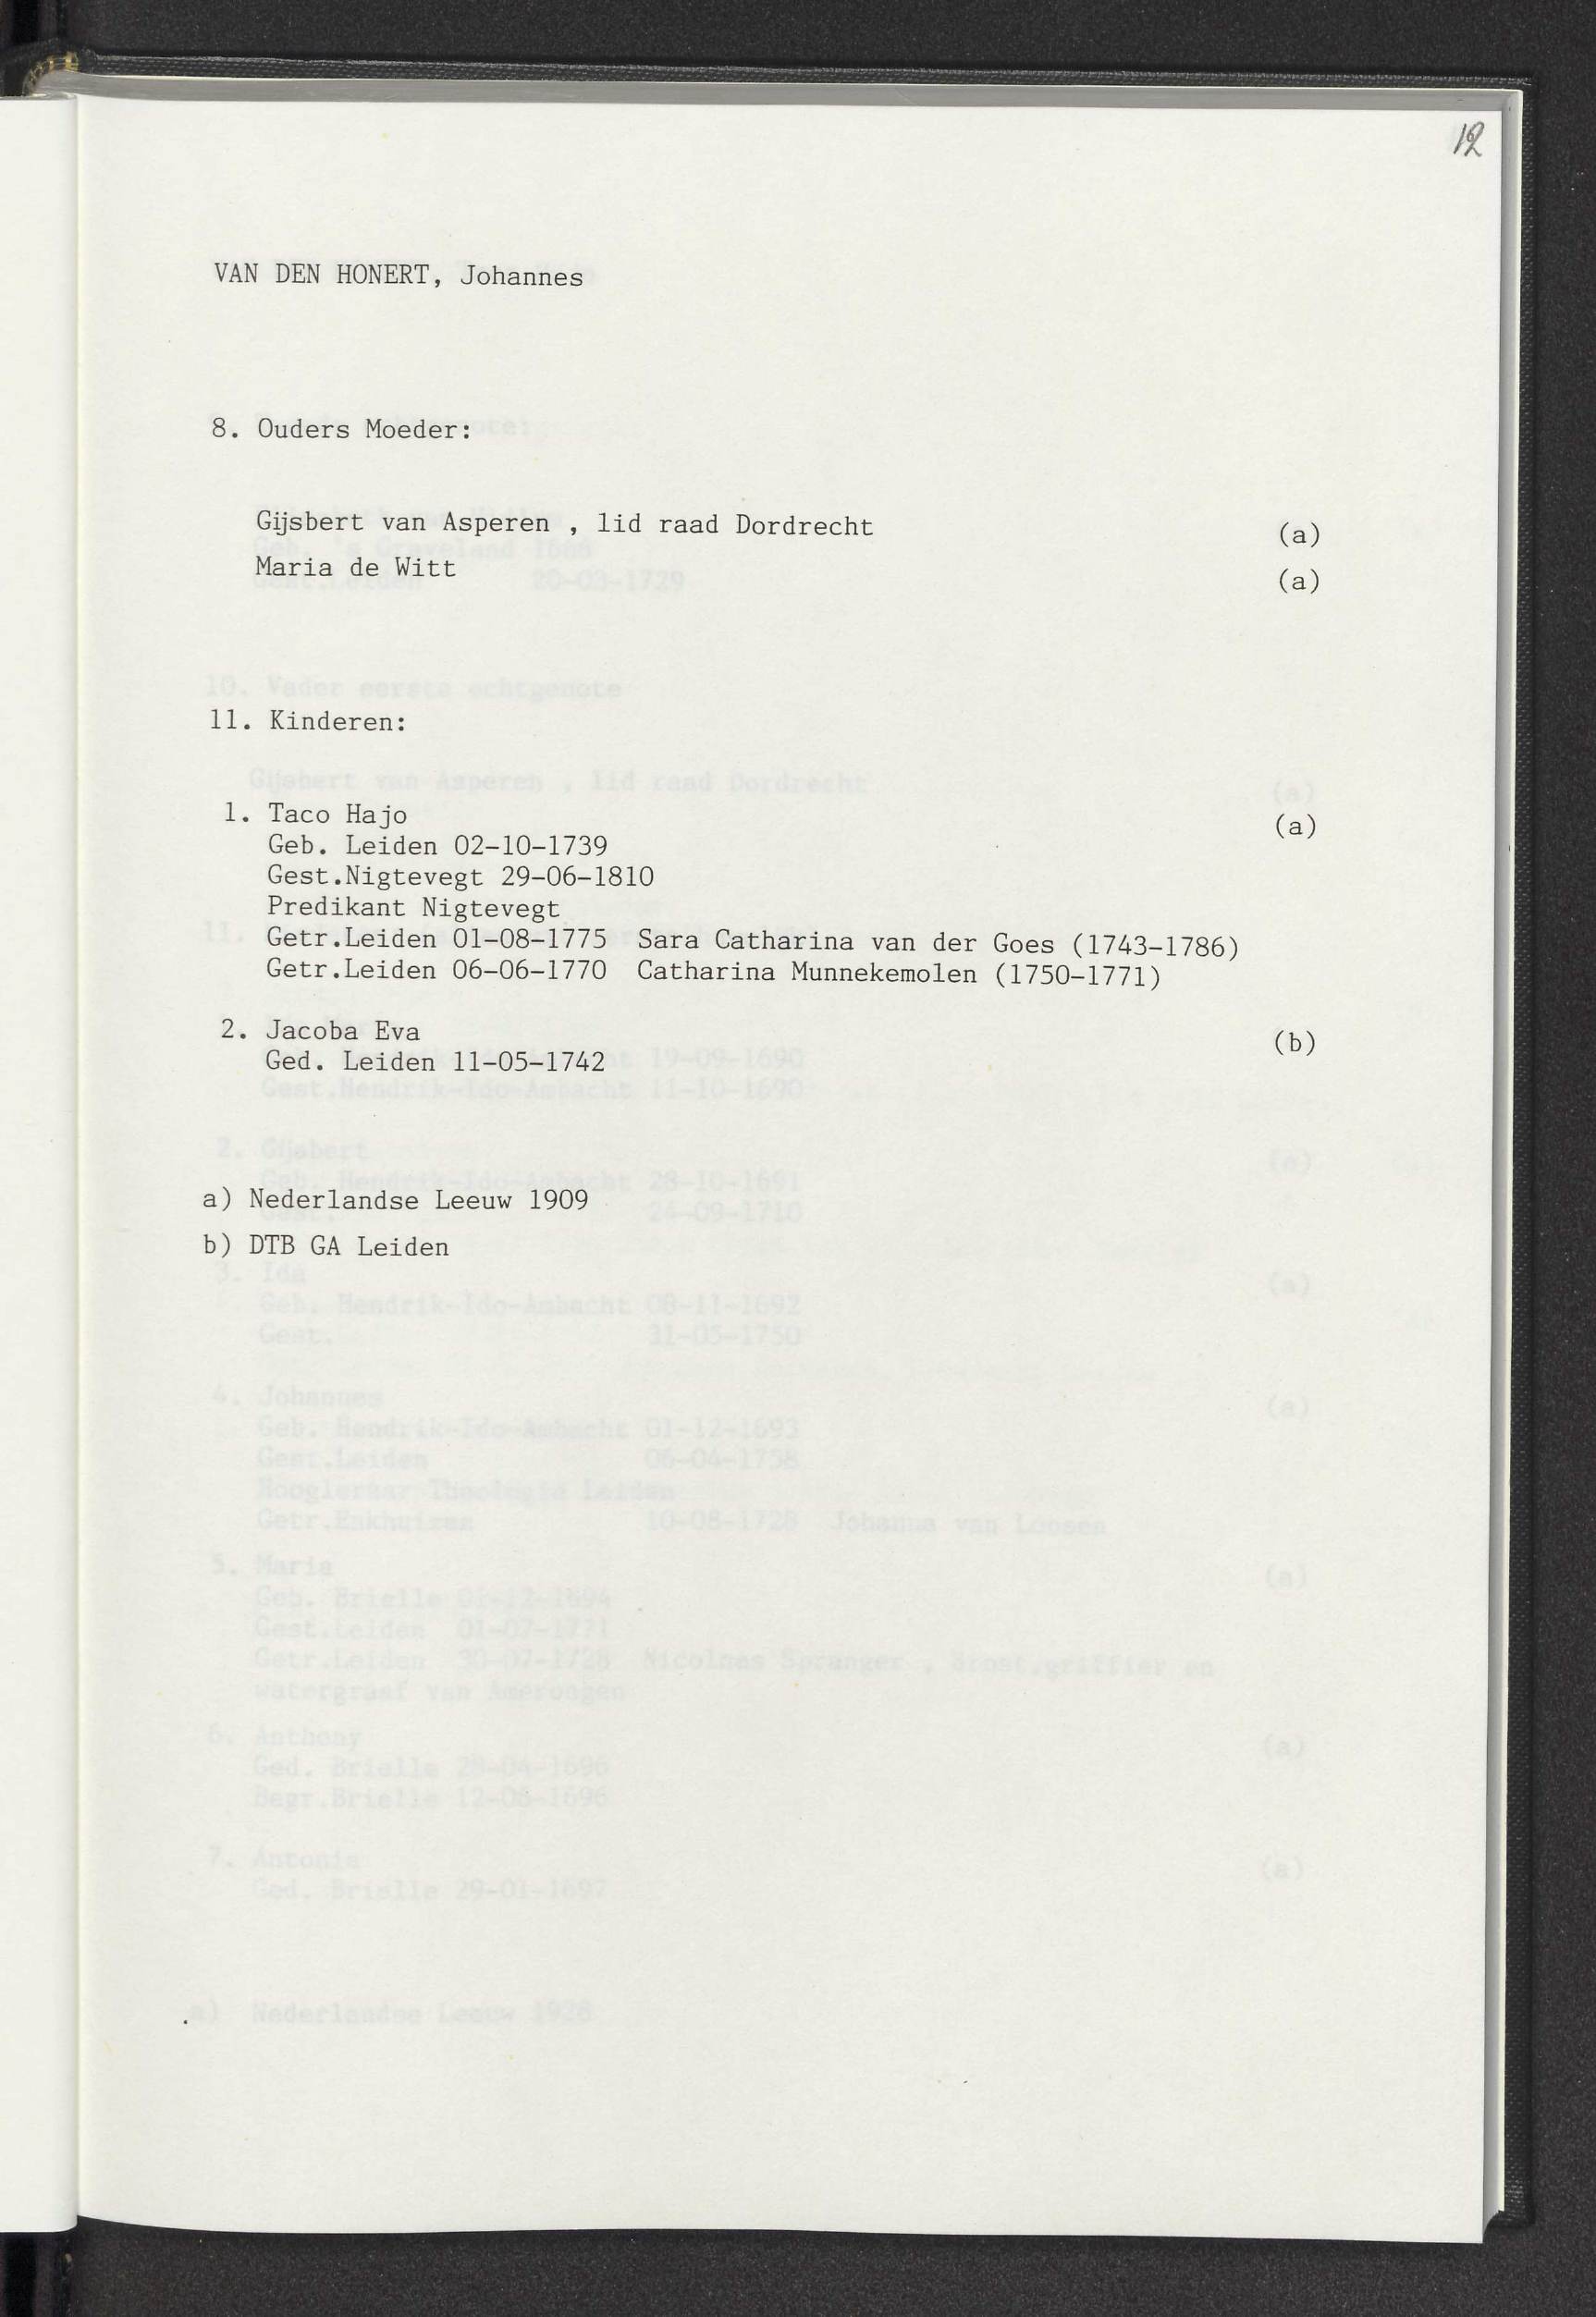 12
VAN DEN HONERT, Johannes
8. Ouders Moeder:
Gijsbert van Asperen , lid raad Dordrecht (a)
Maria de Witt (a)
11. Kinderen:
1. Taco Hajo (a)
Geb. Leiden 02-10-1739
Gest.Nigtevegt 29-06-1810
Predikant Nigtevegt
Getr.Leiden 01-08-1775 Sara Catharina van der Goes (1743-1786)
Getr.Leiden 06-06-1770 Catharina Munnekemolen (1750-1771)
2. Jacoba Eva (b)
Ged. Leiden 11-05-1742
a) Nederlandse Leeuw 1909
b) DTB GA Leiden